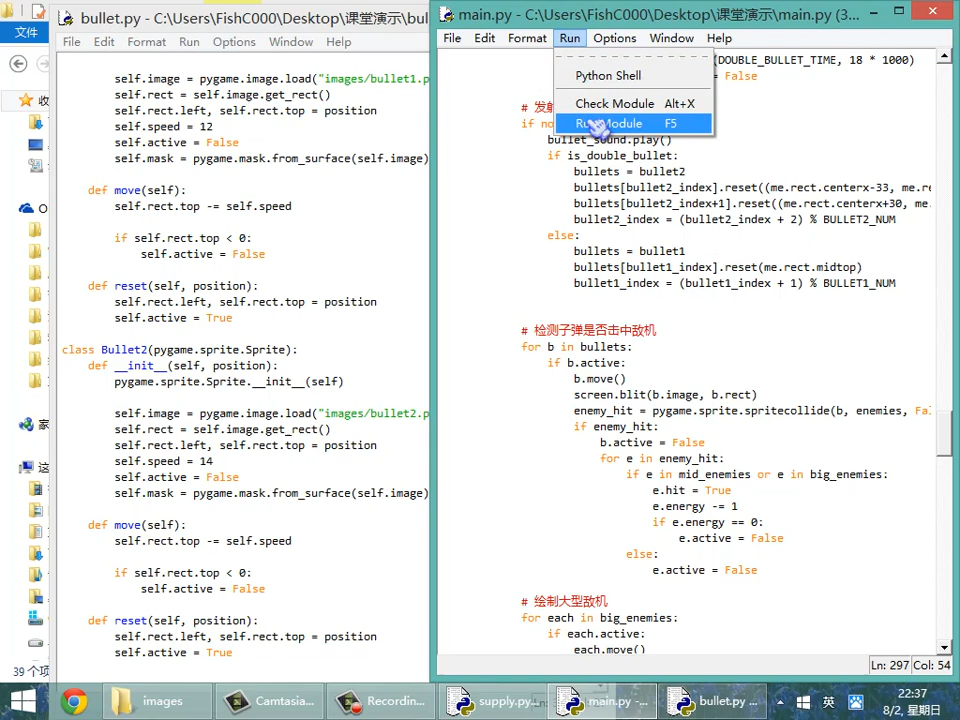 bullet.py - C:\Users\FishC000\Desktop\课堂演示\bul
File Edit Format Run Options Window Help
self.image = pygame.image.load("images/bullet1.p
self.rect = self.image.get_rect()
self.rect.left, self.rect.top = position
self.speed = 12
self.active = False
self.mask = pygame.mask.from_surface(self.image)
def move(self):
self.rect.top -= self.speed
if self.rect.top < 0:
self.active = False
def reset(self, position):
self.rect.left, self.rect.top = position
self.active = True
class Bullet2(pygame.sprite.Sprite):
def __init__(self, position):
pygame.sprite.Sprite.__init__(self)
self.image = pygame.image.load("images/bullet2.p
self.rect = self.image.get_rect()
self.rect.left, self.rect.top = position
self.speed = 14
self.active = False
self.mask = pygame.mask.from_surface(self.image)
def move(self):
self.rect.top -= self.speed
if self.rect.top < 0:
self.active = False
def reset(self, position):
self.rect.left, self.rect.top = position
self.active = True
main.py - C:\Users\FishC000\Desktop\课堂演示\main.py (3...
File Edit Format Run Options Window Help
Python Shell
Check Module Alt+X
Module F5
(DOUBLE_BULLET_TIME, 18 * 1000)
= False
# 发射
if no
bullet_sound.play()
if is_double_bullet:
bullets = bullet2
bullets[bullet2_index].reset((me.rect.centerx-33, me.re
bullets[bullet2_index+1].reset((me.rect.centerx+30, me.
bullet2_index = (bullet2_index + 2) % BULLET2_NUM
else:
bullets = bullet1
bullets[bullet1_index].reset(me.rect.midtop)
bullet1_index = (bullet1_index + 1) % BULLET1_NUM
# 检测子弹是否击中敌机
for b in bullets:
if b.active:
b.move()
screen.blit(b.image, b.rect)
enemy_hit = pygame.sprite.spritecollide(b, enemies, Fal
if enemy_hit:
b.active = False
for e in enemy_hit:
if e in mid_enemies or e in big_enemies:
e.hit = True
e.energy -= 1
if e.energy == 0:
e.active = False
else:
e.active = False
# 绘制大型敌机
for each in big_enemies:
if each.active:
each.move()
Ln: 297 Col: 54
文件
收
O
家
这
39 个项
images
Camtasia...
Recordin...
supply.py...
main.py -...
bullet.py ...
英
22:37
8/2, 星期日